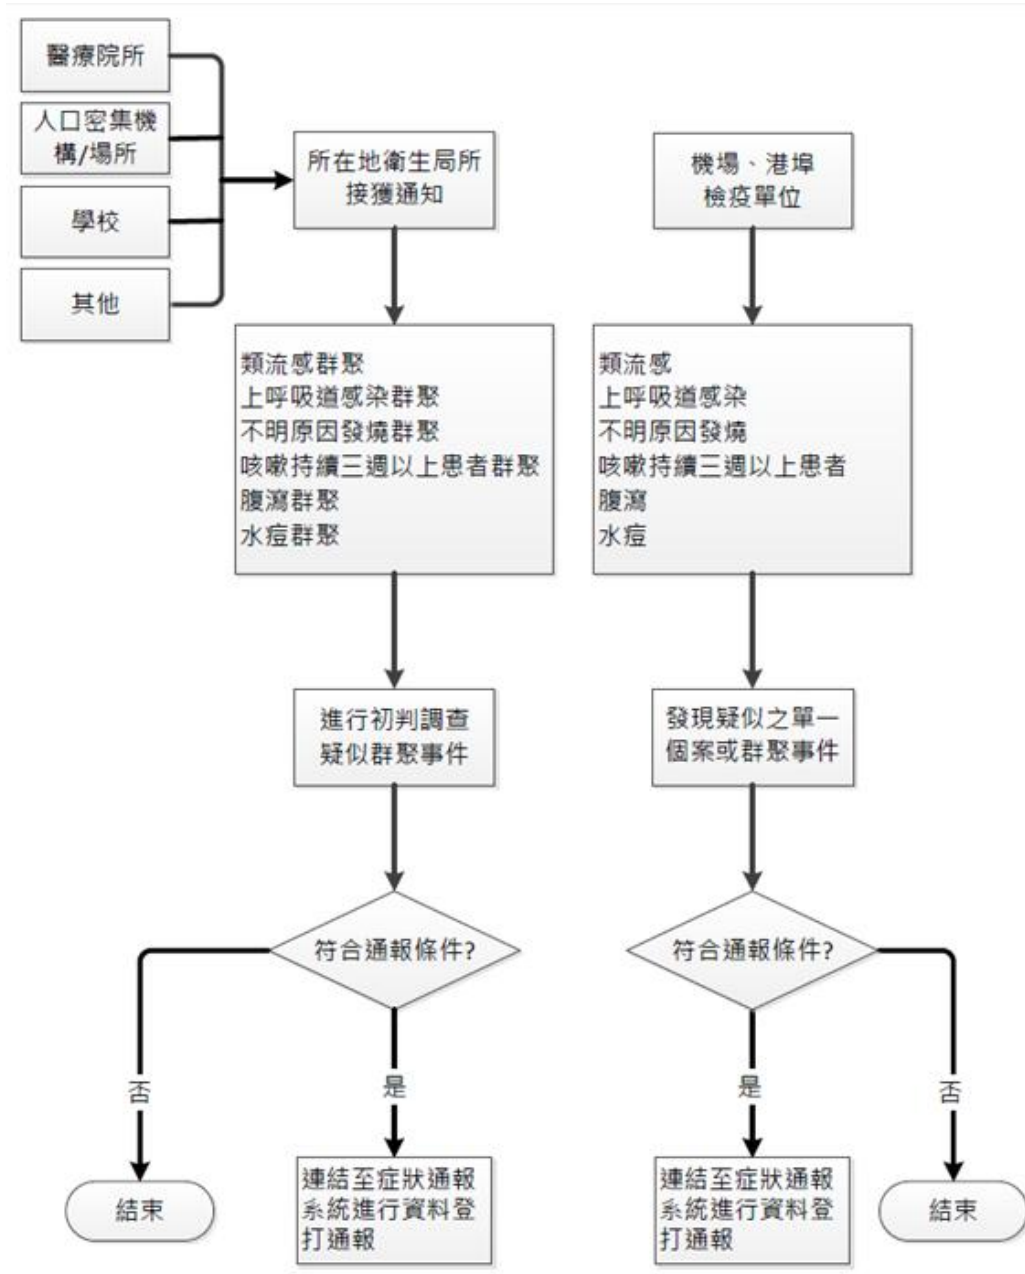 醫療院所
人口密集機
構/場所
學校
其他
所在地衛生局所
接獲通知
類流感群聚
上呼吸道感染群聚
不明原因發燒群聚
咳嗽持續三週以上患者群聚
腹瀉群聚
水痘群聚
進行初判調查
疑似群聚事件
符合通報條件?
否
是
結束
連結至症狀通報
系統進行資料登
打通報
機場、港埠
檢疫單位
類流感
上呼吸道感染
不明原因發燒
咳嗽持續三週以上患者
腹瀉
水痘
發現疑似之單一
個案或群聚事件
符合通報條件?
是
否
連結至症狀通報
系統進行資料登
打通報
結束